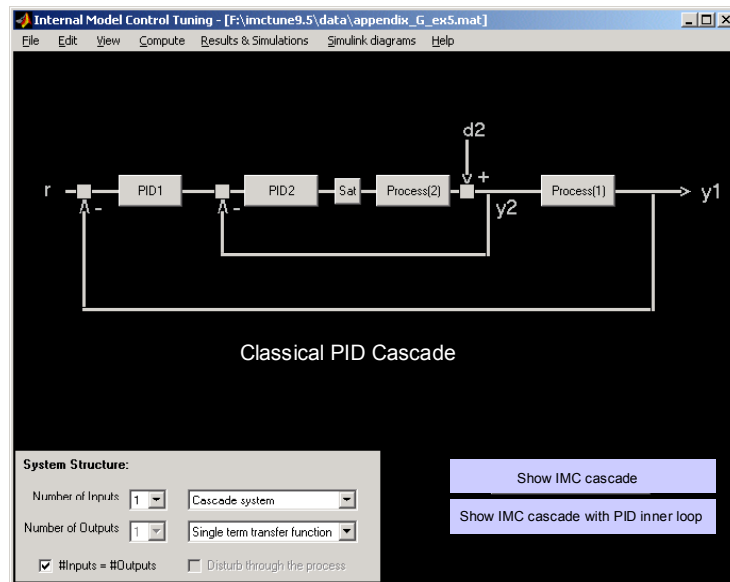 Internal Model Control Tuning - [F:\imctune9.5\data\appendix_G_ex5.mat]
File Edit View Compute Results & Simulations Simulink diagrams Help
d2
+
r PID1 PID2 Sat Process(2) Process(1) y1
- - y2
Classical PID Cascade
System Structure:
Number of Inputs 1 Cascade system
Number of Outputs 1 Single term transfer function
#Inputs = #Outputs Disturb through the process
Show IMC cascade
Show IMC cascade with PID inner loop